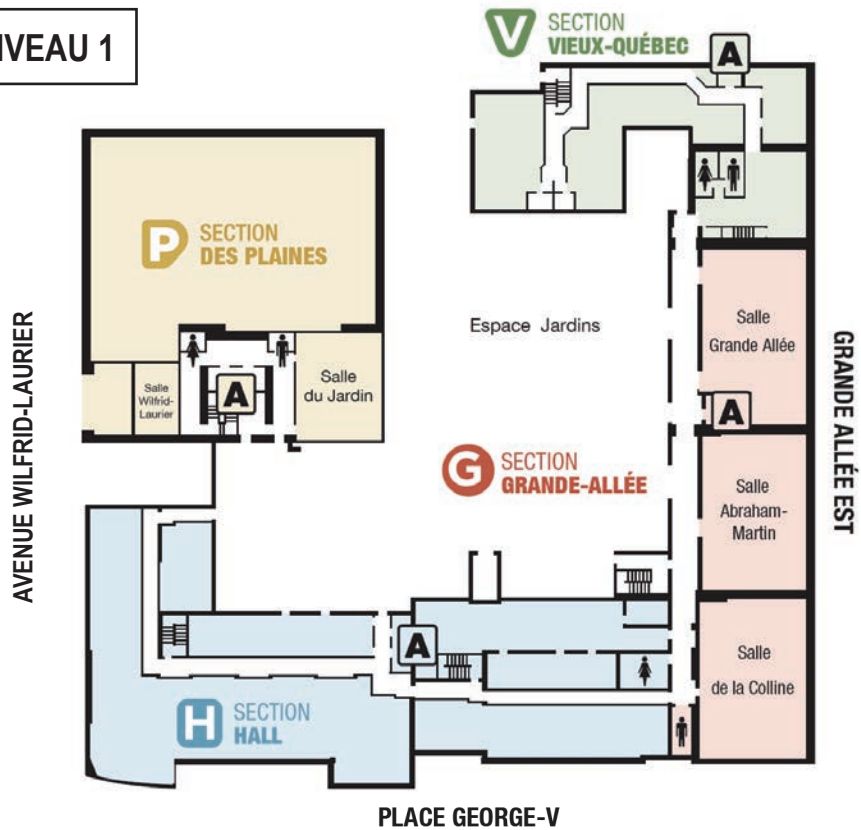 IVEAU 1
V SECTION
VIEUX-QUÉBEC
A
P SECTION
DES PLAINES
Espace Jardins
Salle
Grande Allée
A
Salle
Wilfrid-
Laurier
A
Salle
du Jardin
AVENUE WILFRID-LAURIER
GRANDE ALLÉE EST
G SECTION
GRANDE-ALLÉE
Salle
Abraham-
Martin
A
Salle
de la Colline
H SECTION
HALL
PLACE GEORGE-V